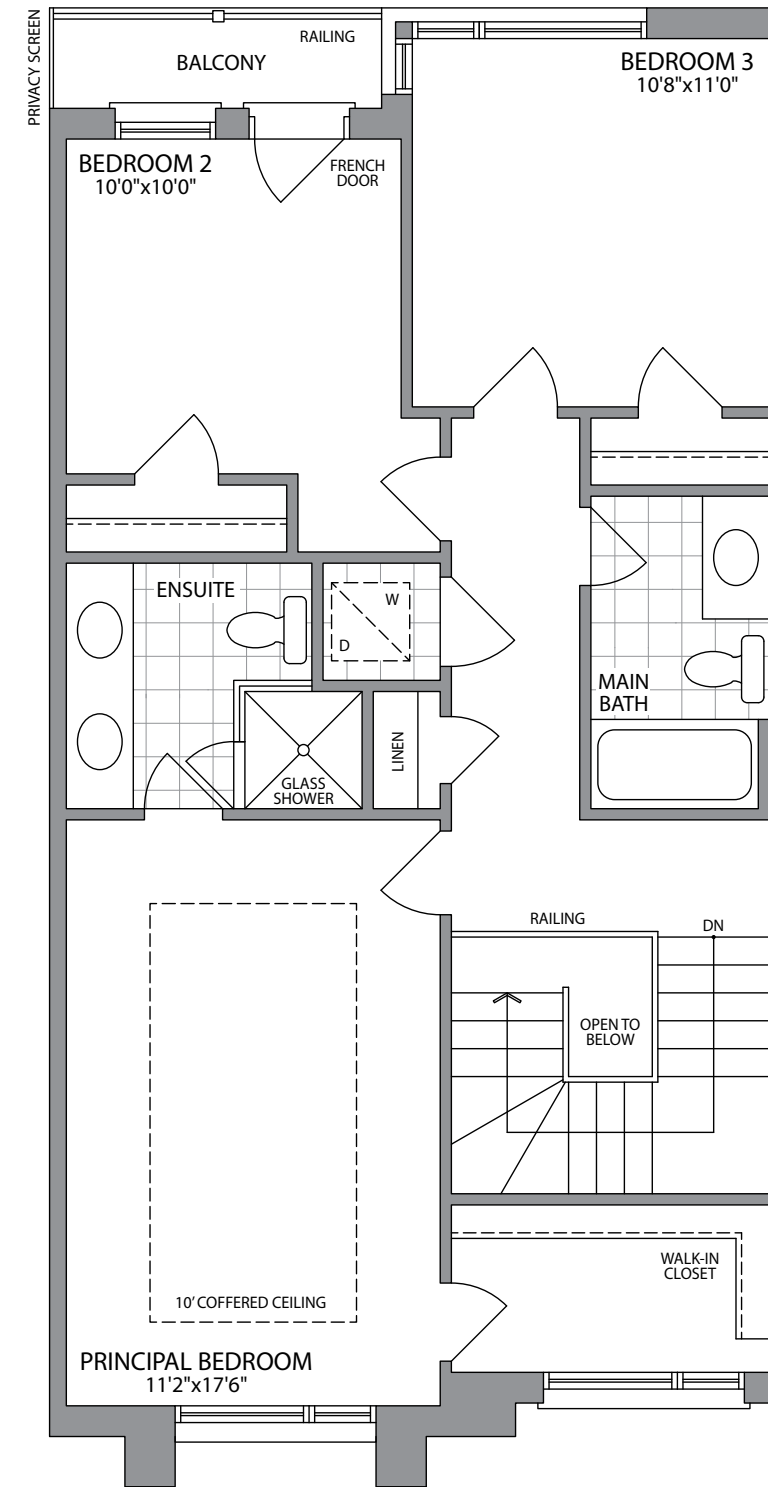 PRIVACY SCREEN
RAILING
BALCONY
BEDROOM 3
10'8"x11'0"
BEDROOM 2
10'0"x10'0"
FRENCH
DOOR
ENSUITE
W
D
MAIN
BATH
LINEN
GLASS
SHOWER
RAILING
DN
OPEN TO
BELOW
WALK-IN
CLOSET
10' COFFERED CEILING
PRINCIPAL BEDROOM
11'2"x17'6"